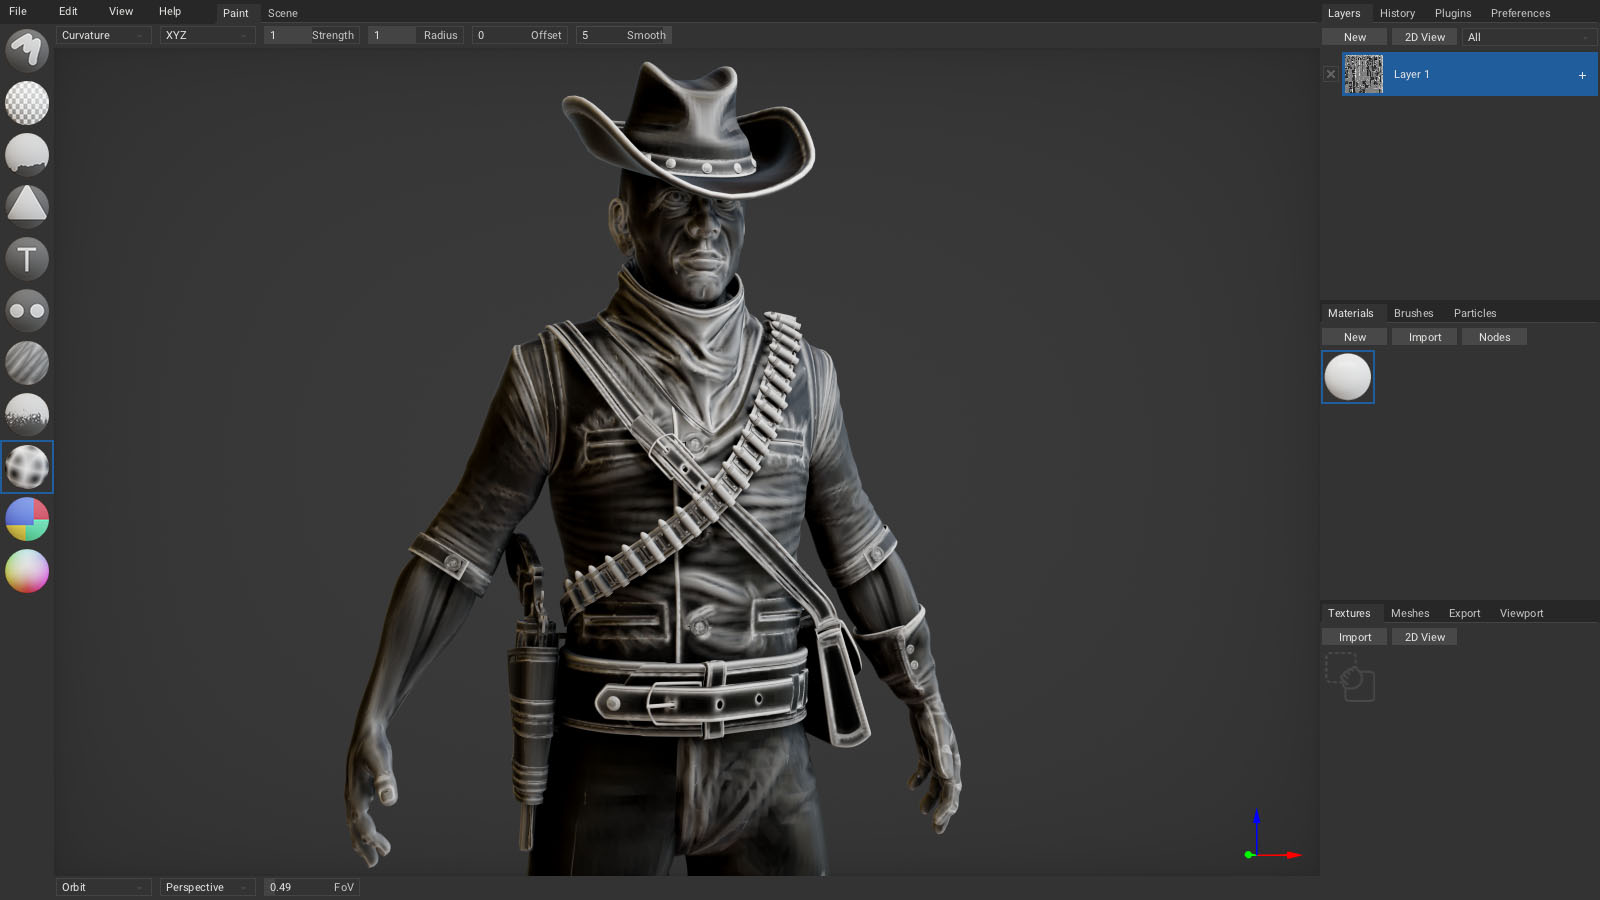 File Edit View Help Paint Scene
Curvature XYZ 1 Strength 1 Radius 0 Offset 5 Smooth
T
Layers History Plugins Preferences
New 2D View All
Layer 1 +
Materials Brushes Particles
New Import Nodes
Textures Meshes Export Viewport
Import 2D View
Orbit Perspective 0.49 FoV